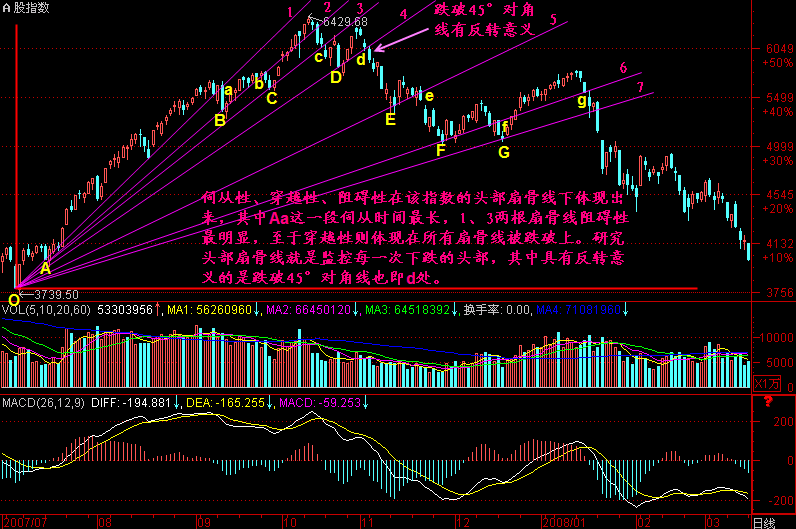 A 股指数
1
2
3
4
5
6
7
6429.68
跌破45°对角
线有反转意义
a
b
c
d
e
f
g
A
B
C
D
E
F
G
O
3739.50
6049
+50%
5499
+40%
4999
+30%
4545
+20%
4132
+10%
3756
伺从性、穿越性、阻碍性在该指数的头部扇骨线下体现出
来，其中Aa这一段伺从时间最长，1、3两根扇骨线阻碍性
最明显，至于穿越性则体现在所有扇骨线被跌破上。研究
头部扇骨线就是监控每一次下跌的头部，其中具有反转意
义的是跌破45°对角线也即d处。
VOL(5,10,20,60) 53303956↑, MA1: 56260960↓, MA2: 66450120↓, MA3: 64518392↓, 换手率: 0.00, MA4: 71081960↓
10000
5000
0
X1万
MACD(26,12,9) DIFF: -194.881↓, DEA: -165.255↓, MACD: -59.253↓
?
200
0
-200
2007/07
08
09
10
11
12
2008/01
02
03
日线